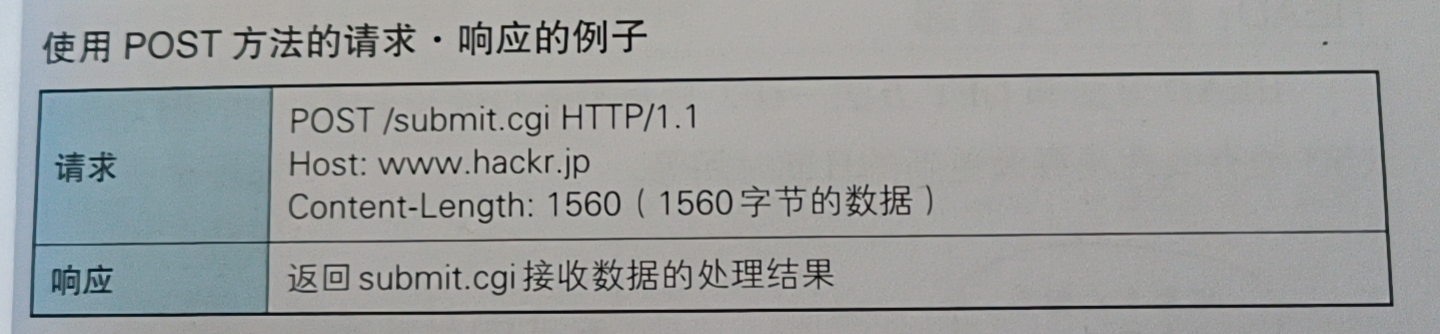 使用 POST 方法的请求·响应的例子
请求
POST /submit.cgi HTTP/1.1
Host: www.hackr.jp
Content-Length: 1560（1560字节的数据）
响应
返回 submit.cgi 接收数据的处理结果